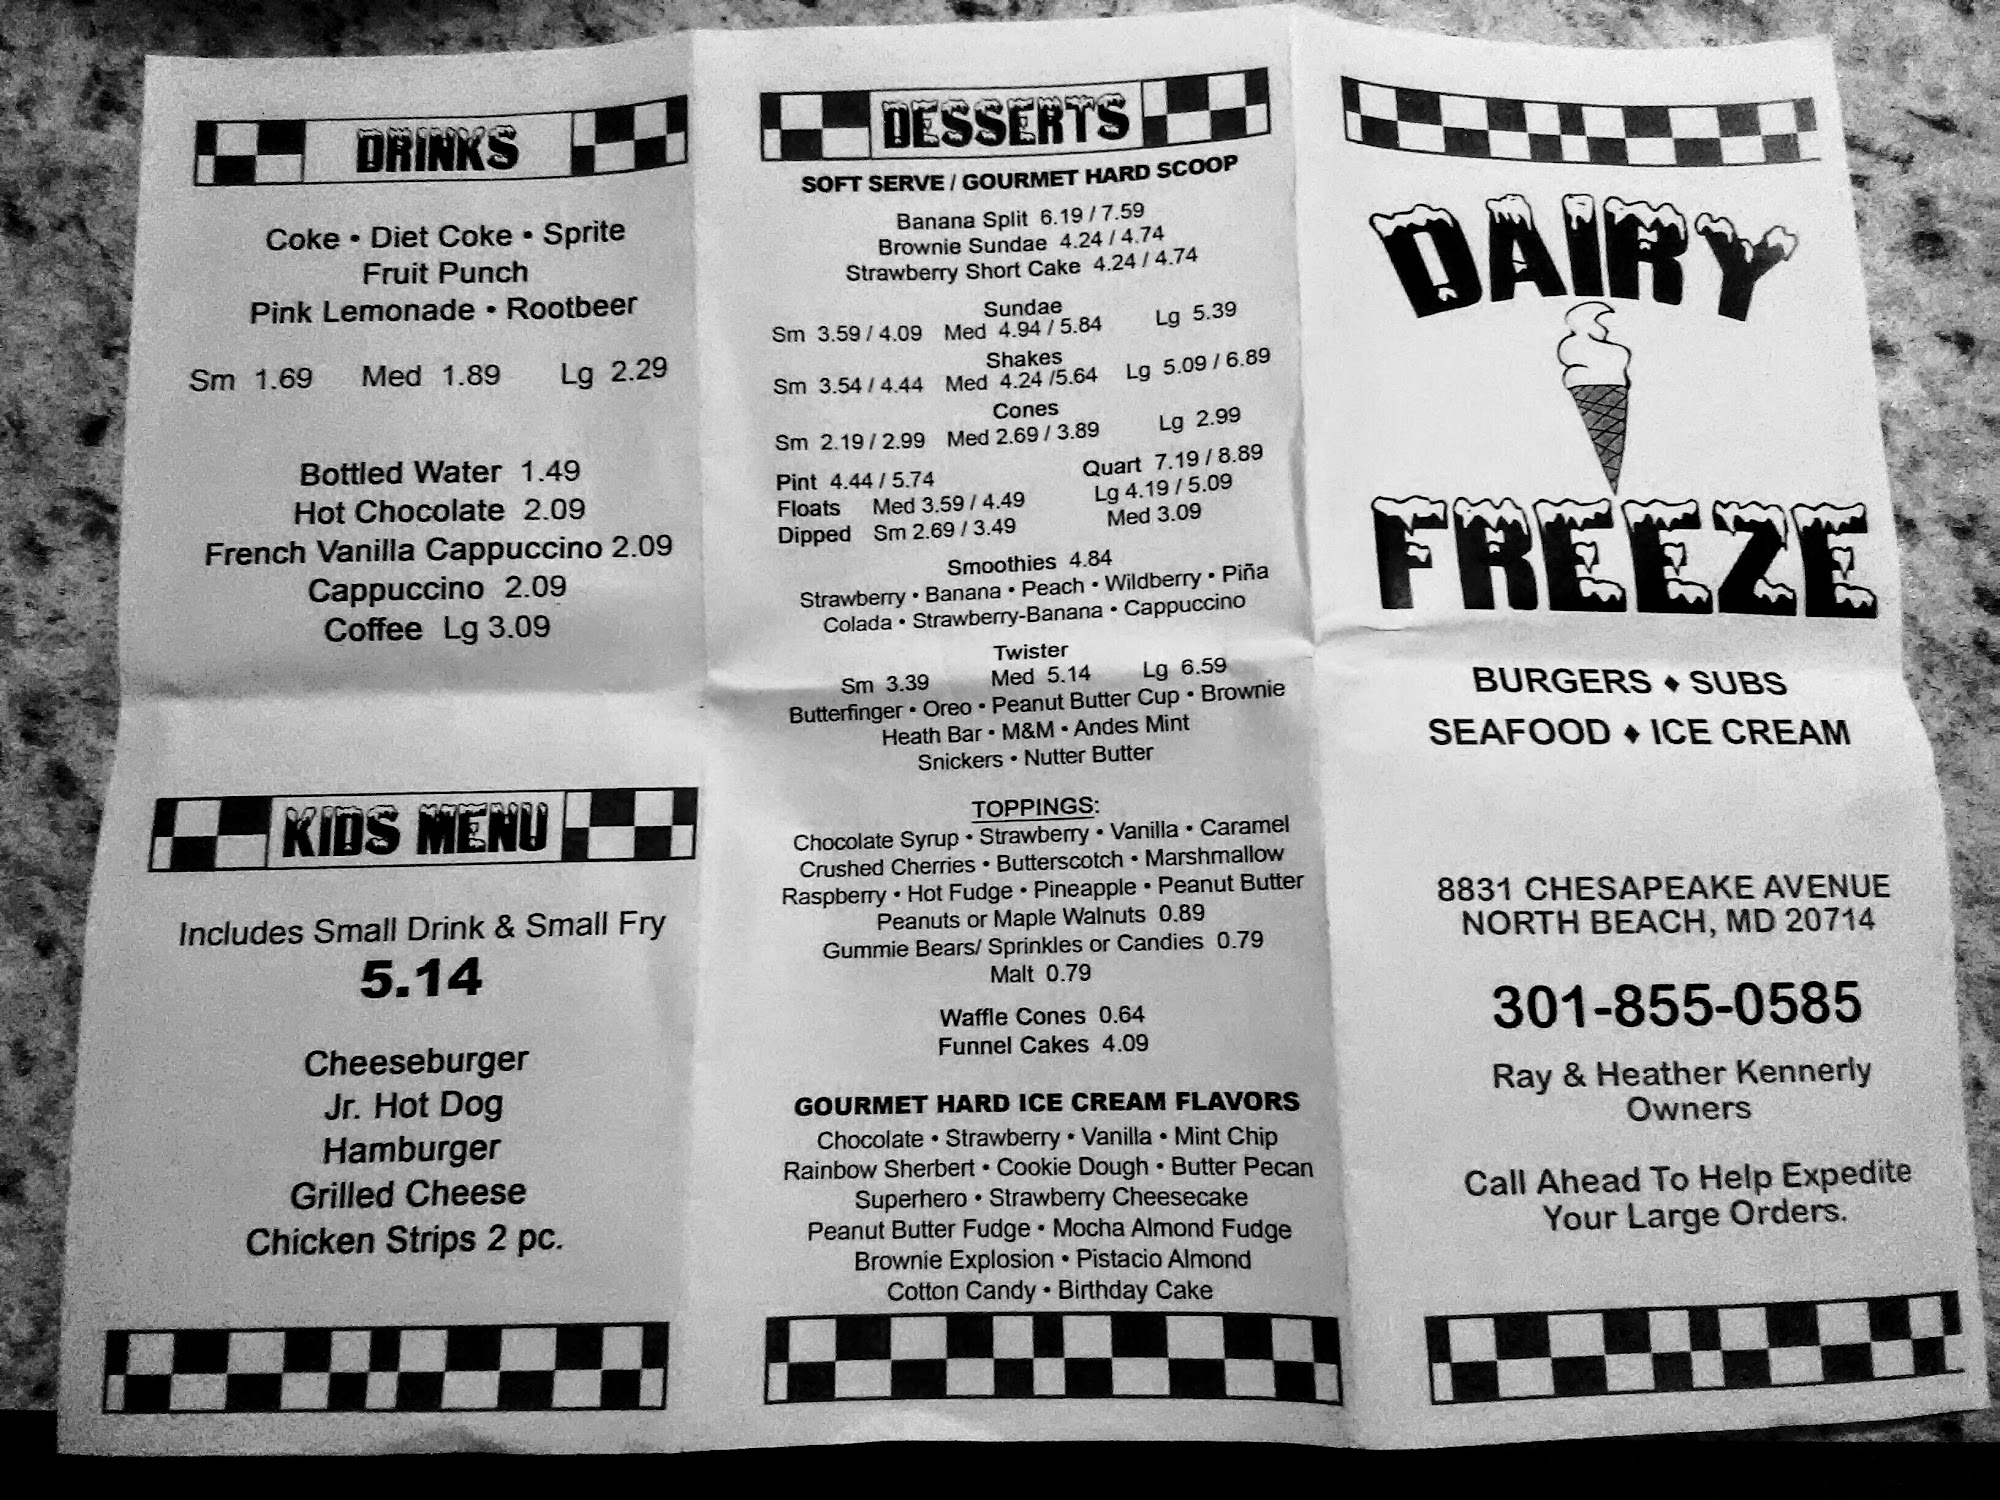 DRINKS
Coke • Diet Coke • Sprite
Fruit Punch
Pink Lemonade • Rootbeer
Sm 1.69 Med 1.89 Lg 2.29
Bottled Water 1.49
Hot Chocolate 2.09
French Vanilla Cappuccino 2.09
Cappuccino 2.09
Coffee Lg 3.09
KIDS MENU
Includes Small Drink & Small Fry
5.14
Cheeseburger
Jr. Hot Dog
Hamburger
Grilled Cheese
Chicken Strips 2 pc.
DESSERTS
SOFT SERVE / GOURMET HARD SCOOP
Banana Split 6.19 / 7.59
Brownie Sundae 4.24 / 4.74
Strawberry Short Cake 4.24 / 4.74
Sundae
Sm 3.59 / 4.09 Med 4.94 / 5.84 Lg 5.39
Shakes
Sm 3.54 / 4.44 Med 4.24 /5.64 Lg 5.09 / 6.89
Cones
Sm 2.19 / 2.99 Med 2.69 / 3.89 Lg 2.99
Pint 4.44 / 5.74 Quart 7.19 / 8.89
Floats Med 3.59 / 4.49 Lg 4.19 / 5.09
Dipped Sm 2.69 / 3.49 Med 3.09
Smoothies 4.84
Strawberry • Banana • Peach • Wildberry • Piña
Colada • Strawberry-Banana • Cappuccino
Twister
Sm 3.39 Med 5.14 Lg 6.59
Butterfinger • Oreo • Peanut Butter Cup • Brownie
Heath Bar • M&M • Andes Mint
Snickers • Nutter Butter
TOPPINGS:
Chocolate Syrup • Strawberry • Vanilla • Caramel
Crushed Cherries • Butterscotch • Marshmallow
Raspberry • Hot Fudge • Pineapple • Peanut Butter
Peanuts or Maple Walnuts 0.89
Gummie Bears/ Sprinkles or Candies 0.79
Malt 0.79
Waffle Cones 0.64
Funnel Cakes 4.09
GOURMET HARD ICE CREAM FLAVORS
Chocolate • Strawberry • Vanilla • Mint Chip
Rainbow Sherbert • Cookie Dough • Butter Pecan
Superhero • Strawberry Cheesecake
Peanut Butter Fudge • Mocha Almond Fudge
Brownie Explosion • Pistacio Almond
Cotton Candy • Birthday Cake
DAIRY
FREEZE
BURGERS ♦ SUBS
SEAFOOD ♦ ICE CREAM
8831 CHESAPEAKE AVENUE
NORTH BEACH, MD 20714
301-855-0585
Ray & Heather Kennerly
Owners
Call Ahead To Help Expedite
Your Large Orders.